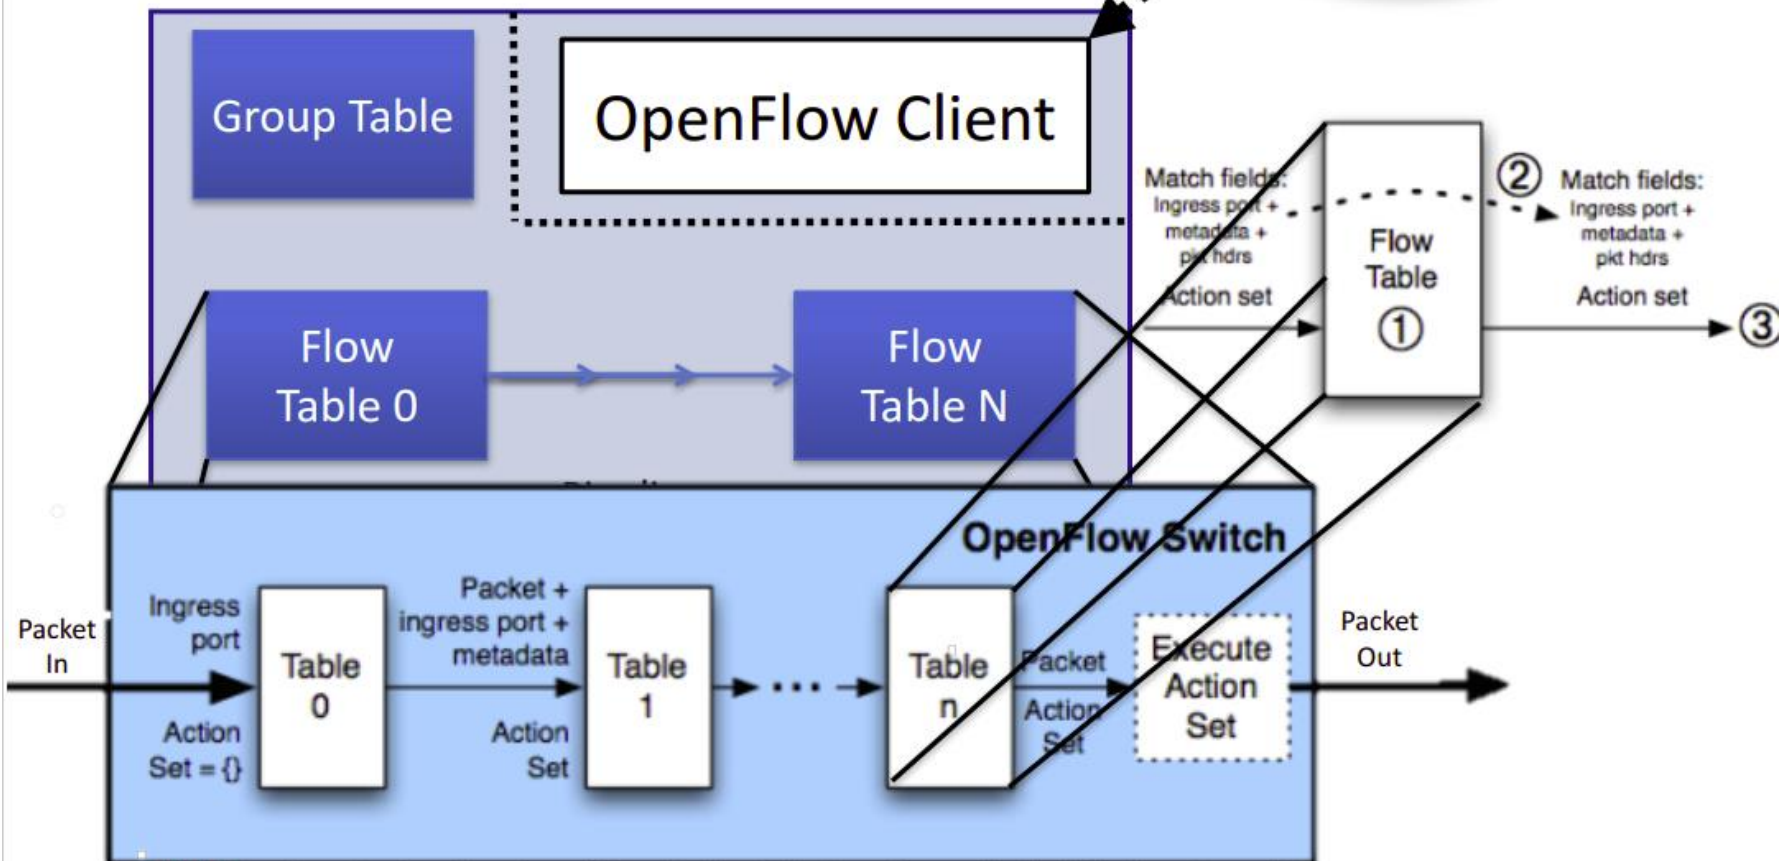 Group Table
OpenFlow Client
Flow
Table 0
Flow
Table N
Match fields:
Ingress port +
metadata +
pkt hdrs
Action set
Flow
Table
①
②
Match fields:
Ingress port +
metadata +
pkt hdrs
Action set
③
OpenFlow Switch
Packet
In
Ingress
port
Action
Set = {}
Table
0
Packet +
ingress port +
metadata
Action
Set
Table
1
...
Table
n
Packet
Action
Set
Execute
Action
Set
Packet
Out